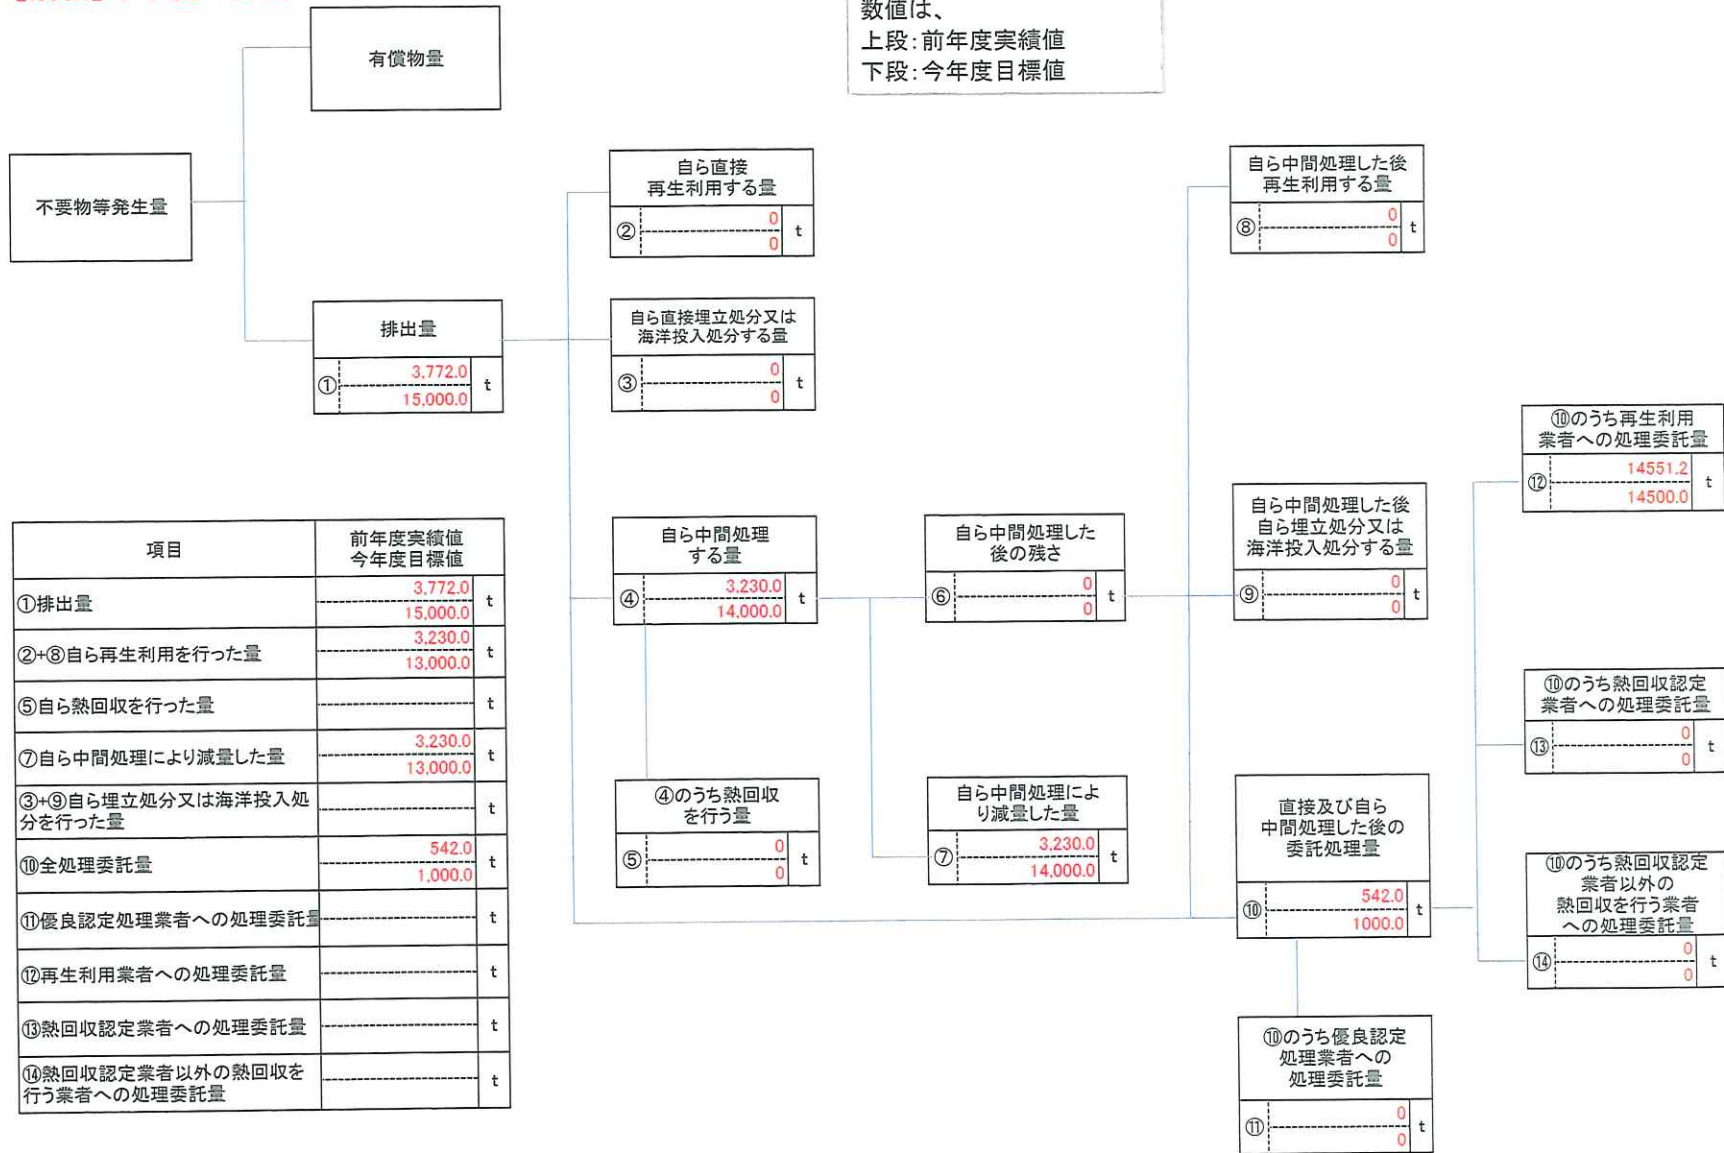 数値は、
上段：前年度実績値
下段：今年度目標値
有償物量
不要物等発生量
排出量
① 3,772.0 t
15,000.0
自ら直接
再生利用する量
② 0 t
0
自ら直接埋立処分又は
海洋投入処分する量
③ 0 t
0
自ら中間処理
する量
④ 3,230.0 t
14,000.0
④のうち熱回収
を行う量
⑤ 0 t
0
自ら中間処理した
後の残さ
⑥ 0 t
0
自ら中間処理によ
り減量した量
⑦ 3,230.0 t
14,000.0
自ら中間処理した後
再生利用する量
⑧ 0 t
0
自ら中間処理した後
自ら埋立処分又は
海洋投入処分する量
⑨ 0 t
0
直接及び自ら
中間処理した後の
委託処理量
⑩ 542.0 t
1000.0
⑩のうち優良認定
処理業者への
処理委託量
⑪ 0 t
0
⑩のうち再生利用
業者への処理委託量
⑫ 14551.2 t
14500.0
⑩のうち熱回収認定
業者への処理委託量
⑬ 0 t
0
⑩のうち熱回収認定
業者以外の
熱回収を行う業者
への処理委託量
⑭ 0 t
0
項目 前年度実績値
今年度目標値
①排出量 3,772.0 t
15,000.0
②+⑧自ら再生利用を行った量 3,230.0 t
13,000.0
⑤自ら熱回収を行った量 t
⑦自ら中間処理により減量した量 3,230.0 t
13,000.0
③+⑨自ら埋立処分又は海洋投入処
分を行った量 t
⑩全処理委託量 542.0 t
1,000.0
⑪優良認定処理業者への処理委託量 t
⑫再生利用業者への処理委託量 t
⑬熱回収認定業者への処理委託量 t
⑭熱回収認定業者以外の熱回収を
行う業者への処理委託量 t